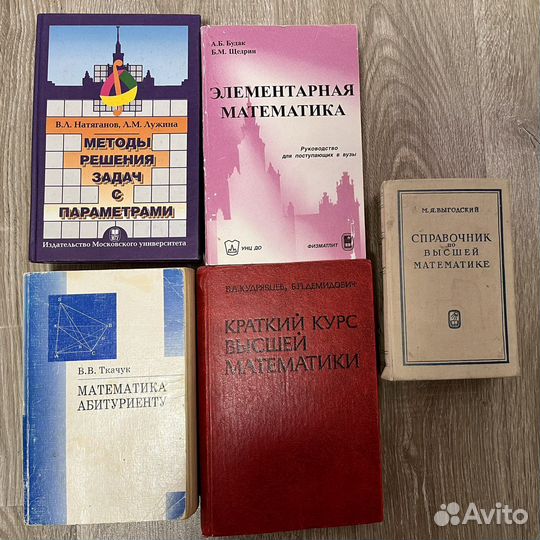 В.Л. Натяганов, Л.М. Лужина
МЕТОДЫ
РЕШЕНИЯ
ЗАДАЧ
С
ПАРАМЕТРАМИ
Издательство Московского университета
А.Б. Будак
Б.М. Щедрин
ЭЛЕМЕНТАРНАЯ
МАТЕМАТИКА
Руководство
для поступающих в вузы
УНЦ ДО
ФИЗМАТЛИТ
М.Я. ВЫГОДСКИЙ
СПРАВОЧНИК
ПО
ВЫСШЕЙ
МАТЕМАТИКЕ
В.В. Ткачук
МАТЕМАТИКА
АБИТУРИЕНТУ
В.А. КУДРЯВЦЕВ, Б.П. ДЕМИДОВИЧ
КРАТКИЙ КУРС
ВЫСШЕЙ
МАТЕМАТИКИ
Avito